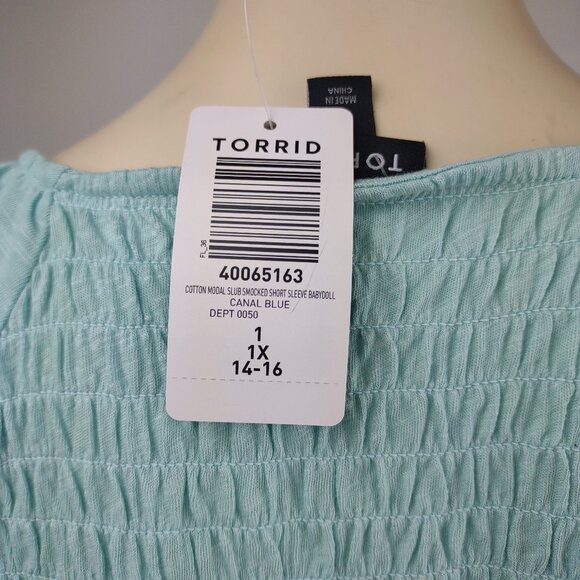 MADE IN
CHINA
TOR
TORRID
FL_36
40065163
COTTON MODAL SLUB SMOCKED SHORT SLEEVE BABYDOLL
CANAL BLUE
DEPT 0050
1
1X
14-16